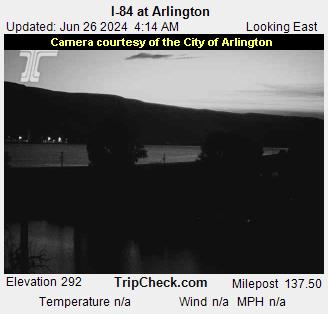 I-84 at Arlington
Updated: Jun 26 2024 4:14 AM Looking East
Camera courtesy of the City of Arlington
Elevation 292 TripCheck.com Milepost 137.50
Temperature n/a Wind n/a MPH n/a